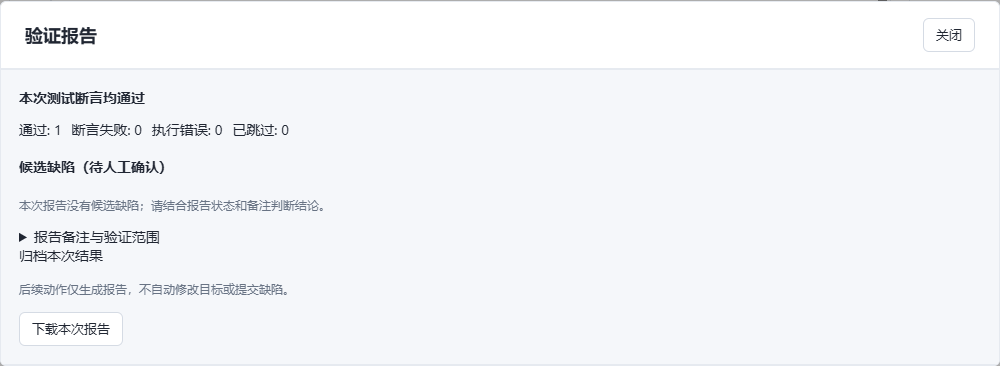 验证报告
关闭
本次测试断言均通过
通过: 1 断言失败: 0 执行错误: 0 已跳过: 0
候选缺陷（待人工确认）
本次报告没有候选缺陷；请结合报告状态和备注判断结论。
▶ 报告备注与验证范围
归档本次结果
后续动作仅生成报告，不自动修改目标或提交缺陷。
下载本次报告